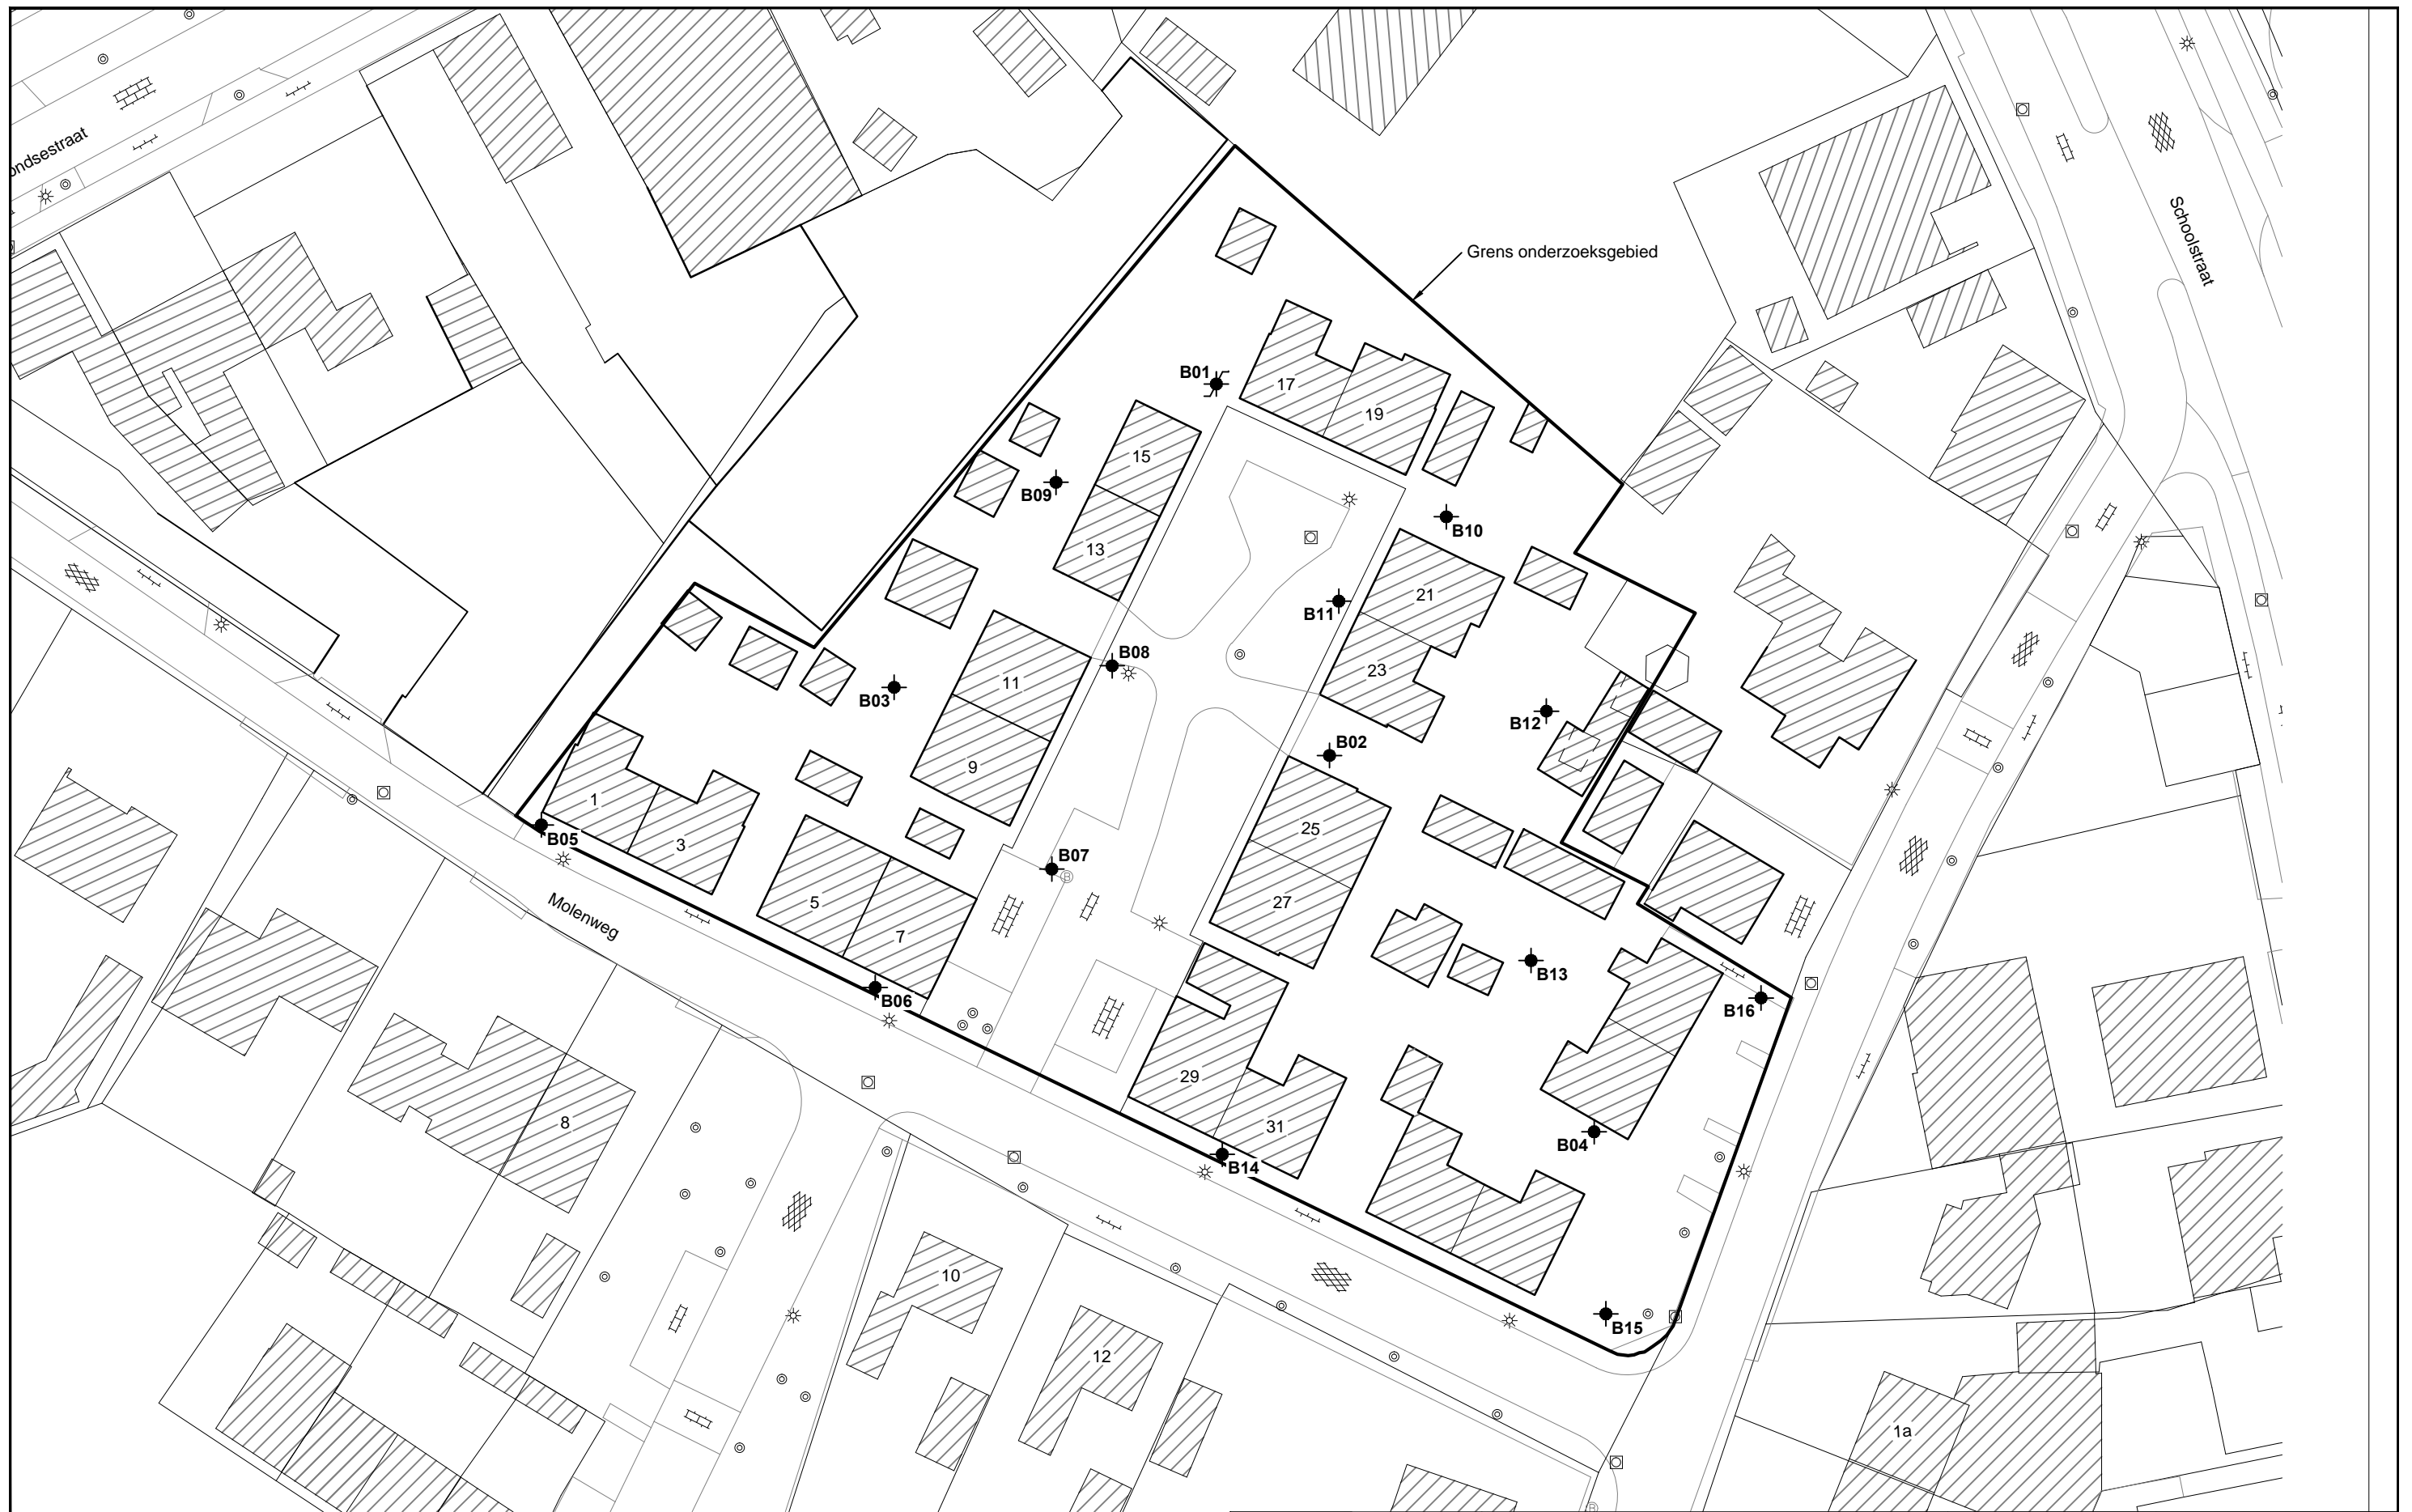 ondsestraat
Schoolstraat
Grens onderzoeksgebied
B01
17
19
15
B09
13
B10
21
B11
23
B08
11
B03
B12
B02
9
1
B05
3
25
B07
5
27
7
Molenweg
B13
B06
B16
29
31
B04
B14
8
10
B15
12
1a